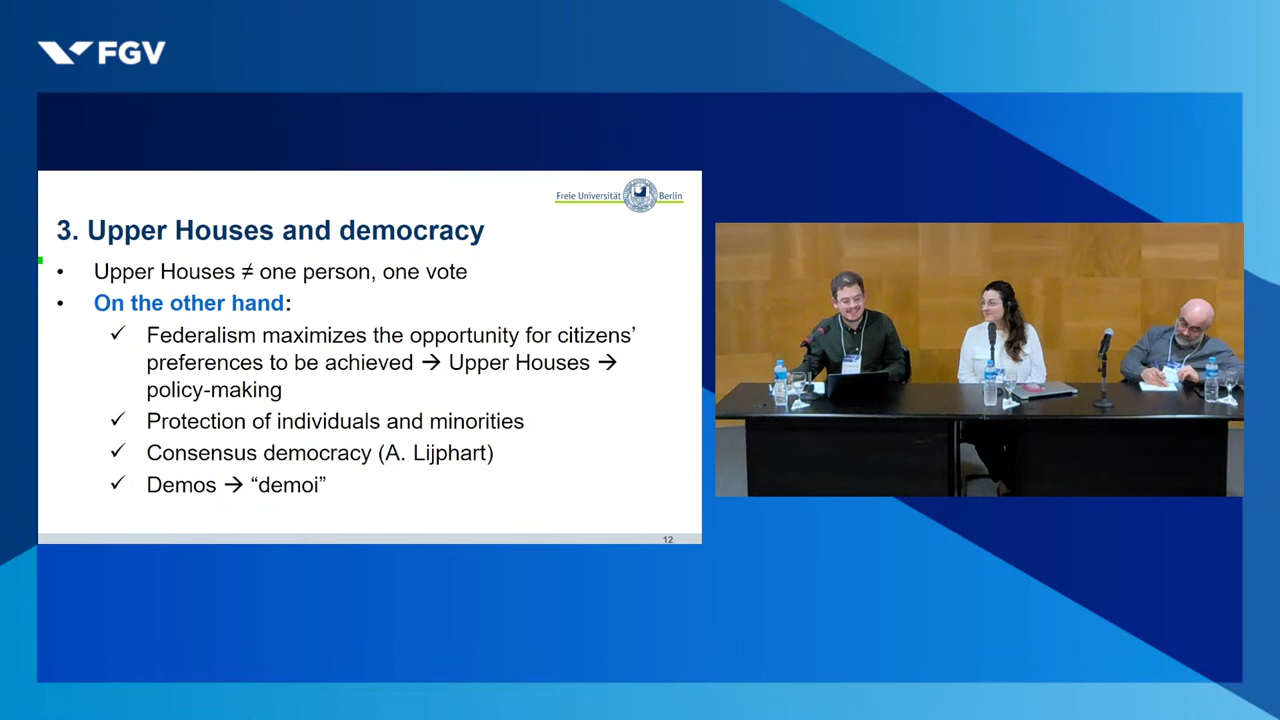 FGV
Freie Universität Berlin
3. Upper Houses and democracy
• Upper Houses ≠ one person, one vote
• On the other hand:
✓ Federalism maximizes the opportunity for citizens’
preferences to be achieved → Upper Houses →
policy-making
✓ Protection of individuals and minorities
✓ Consensus democracy (A. Lijphart)
✓ Demos → “demoi”
12